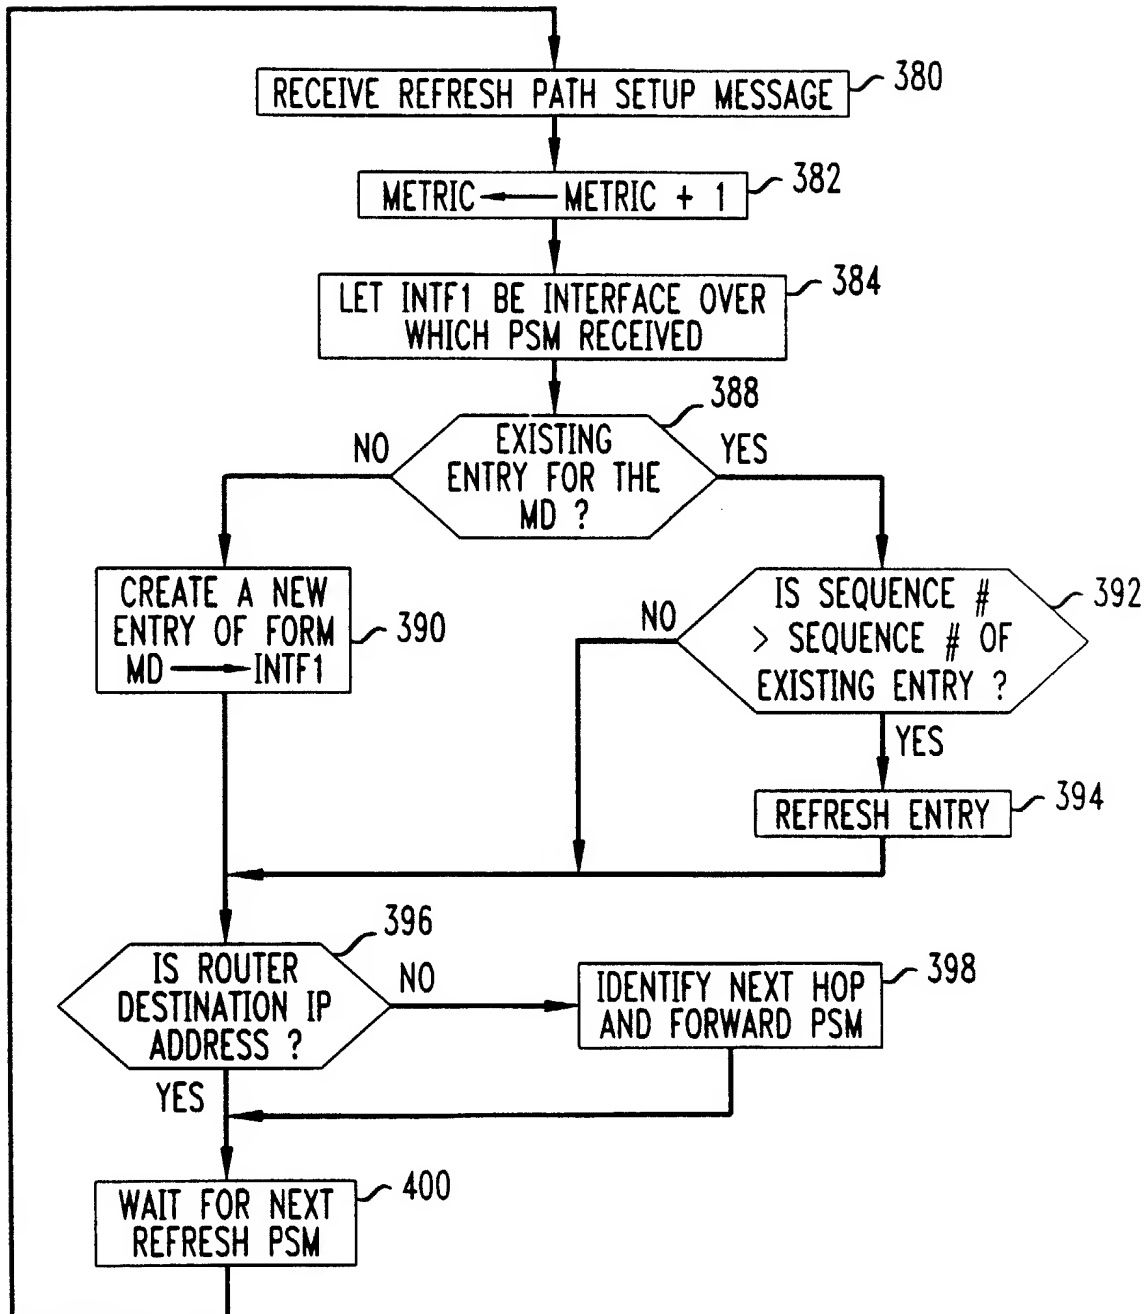 RECEIVE REFRESH PATH SETUP MESSAGE
380
METRIC ← METRIC + 1
382
LET INTF1 BE INTERFACE OVER
WHICH PSM RECEIVED
384
388
NO
EXISTING
ENTRY FOR THE
MD ?
YES
CREATE A NEW
ENTRY OF FORM
MD → INTF1
390
NO
IS SEQUENCE #
> SEQUENCE # OF
EXISTING ENTRY ?
392
YES
REFRESH ENTRY
394
396
IS ROUTER
DESTINATION IP
ADDRESS ?
NO
IDENTIFY NEXT HOP
AND FORWARD PSM
398
YES
WAIT FOR NEXT
REFRESH PSM
400